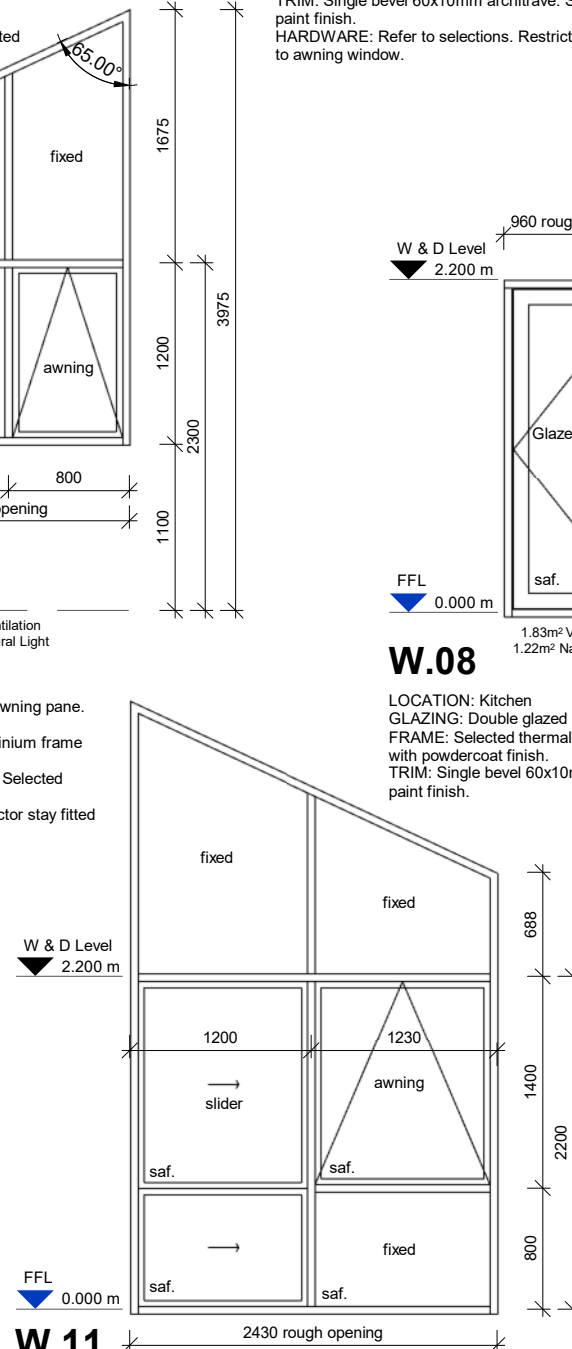 TRIM: Single bevel 60x10mm architrave. S
paint finish.
HARDWARE: Refer to selections. Restrict
to awning window.
65.00°
fixed
1675
3975
awning
1200
2300
800
pening
1100
ntilation
ural Light
960 roug
W & D Level
2.200 m
Glaze
saf.
FFL
0.000 m
1.83m² V
1.22m² Na
W.08
LOCATION: Kitchen
GLAZING: Double glazed
FRAME: Selected thermal
with powdercoat finish.
TRIM: Single bevel 60x10m
paint finish.
wning pane.
inium frame
Selected
ctor stay fitted
fixed
fixed
688
W & D Level
2.200 m
1200
1230
awning
slider
1400
2200
saf.
saf.
fixed
800
saf.
saf.
FFL
0.000 m
2430 rough opening
W.11